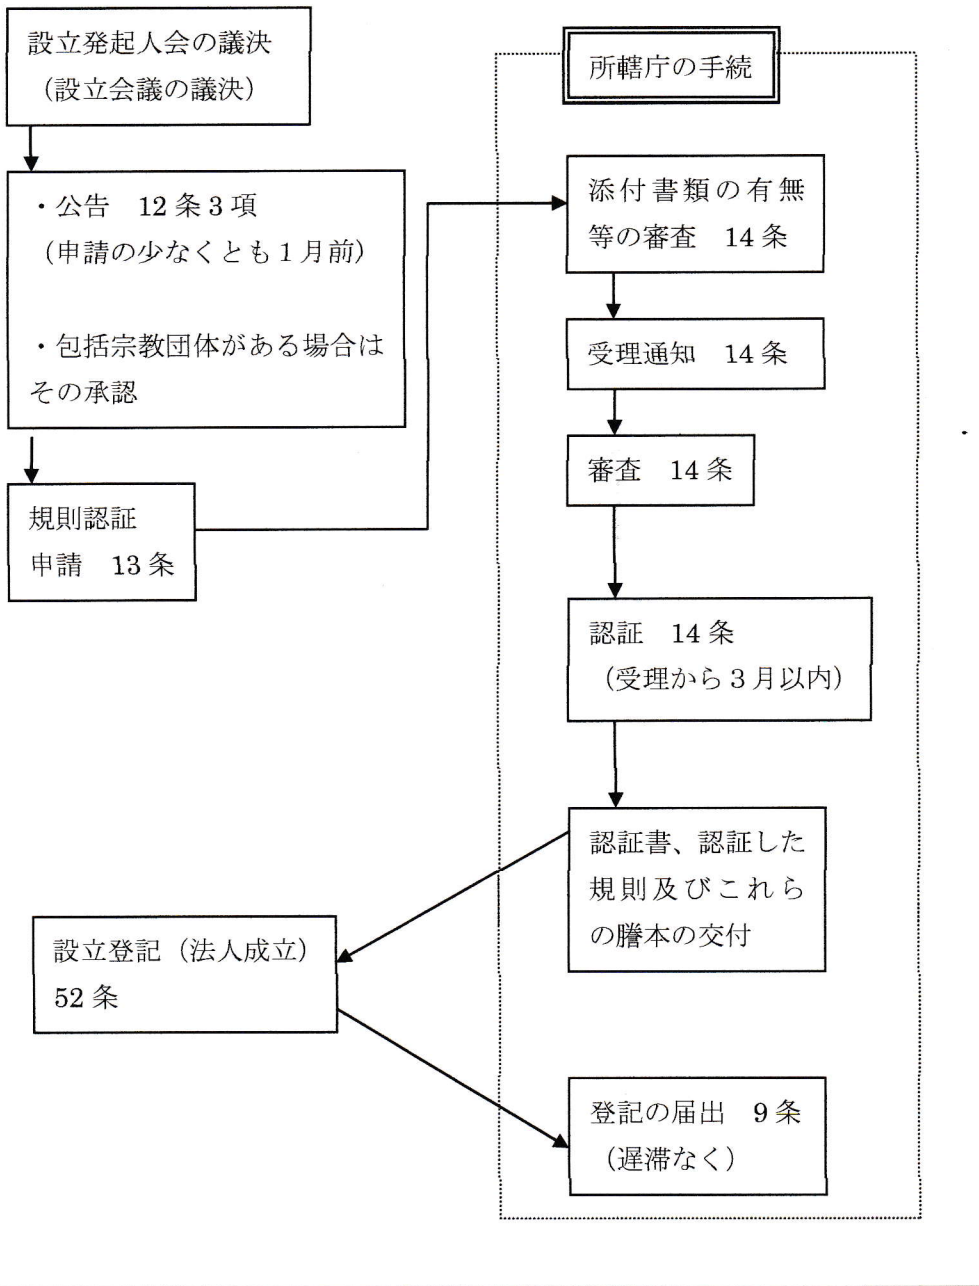 設立発起人会の議決
（設立会議の議決）
・公告　12条3項
（申請の少なくとも1月前）
・包括宗教団体がある場合は
その承認
規則認証
申請　13条
所轄庁の手続
添付書類の有無
等の審査　14条
受理通知　14条
審査　14条
認証　14条
（受理から3月以内）
認証書、認証した
規則及びこれら
の謄本の交付
設立登記（法人成立）
52条
登記の届出　9条
（遅滞なく）